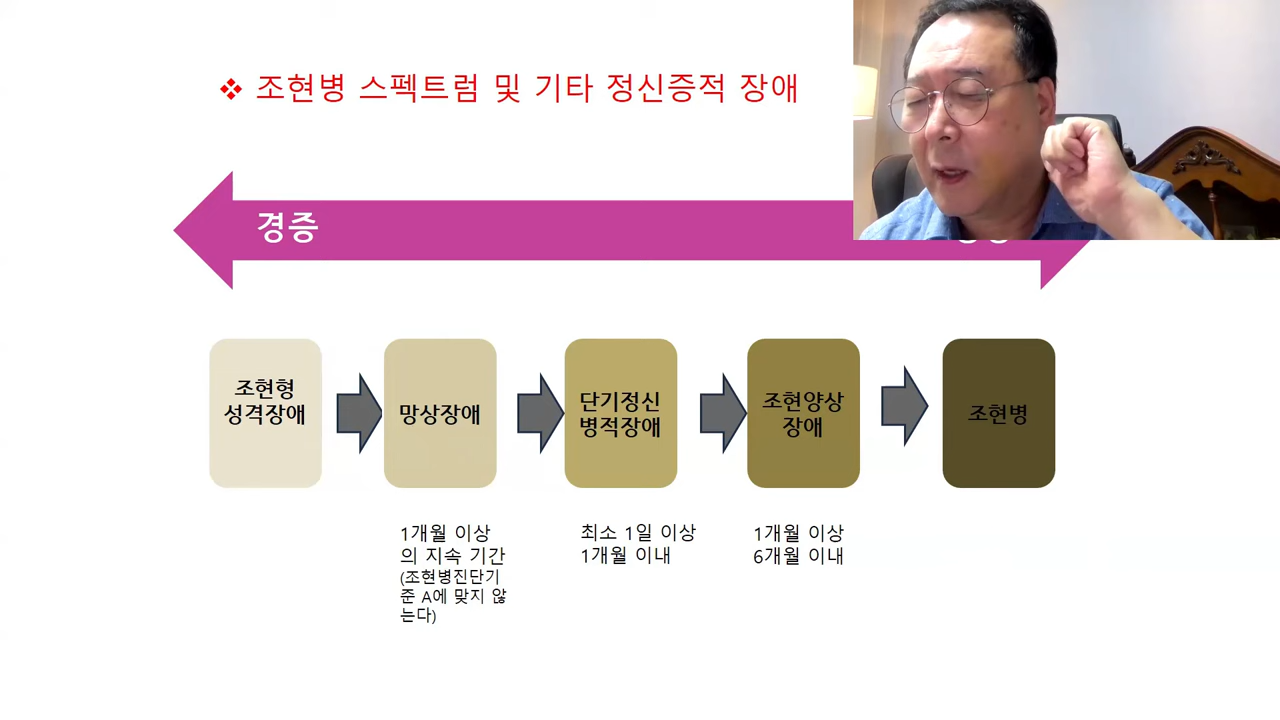 ❖ 조현병 스펙트럼 및 기타 정신증적 장애
경증
조현형
성격장애
망상장애
단기정신
병적장애
조현양상
장애
조현병
1개월 이상
의 지속 기간
(조현병진단기
준 A에 맞지 않
는다)
최소 1일 이상
1개월 이내
1개월 이상
6개월 이내